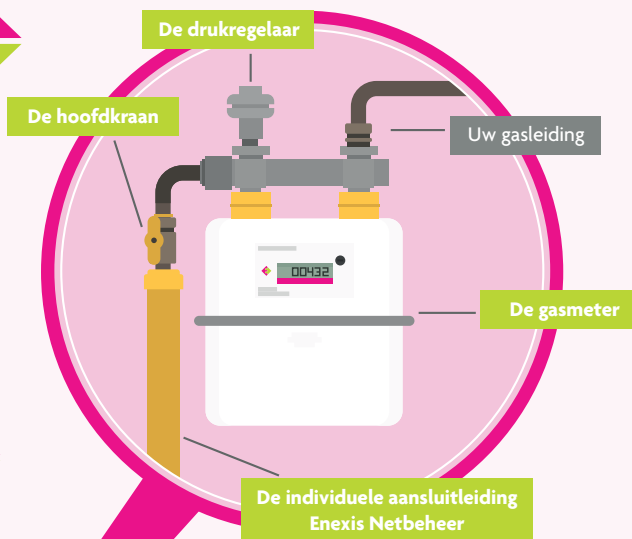 De drukregelaar
De hoofdkraan
Uw gasleiding
00432
De gasmeter
De individuele aansluitleiding
Enexis Netbeheer